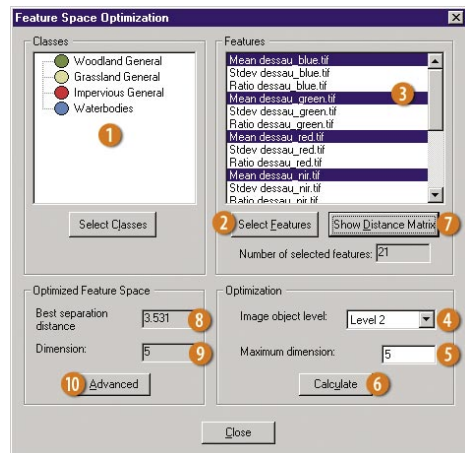 Feature Space Optimization
Classes
Woodland General
Grassland General
Impervious General
Waterbodies
1
Select Classes
Features
Mean dessau_blue.tif
Stdev dessau_blue.tif
Ratio dessau_blue.tif
Mean dessau_green.tif
Stdev dessau_green.tif
Ratio dessau_green.tif
Mean dessau_red.tif
Stdev dessau_red.tif
Ratio dessau_red.tif
Mean dessau_nir.tif
Stdev dessau_nir.tif
Ratio dessau_nir.tif
3
2
Select Features
Show Distance Matrix
7
Number of selected features: 21
Optimized Feature Space
Best separation
distance
3.531
8
Dimension:
5
9
10
Advanced
Optimization
Image object level:
Level 2
4
Maximum dimension:
5
5
Calculate
6
Close